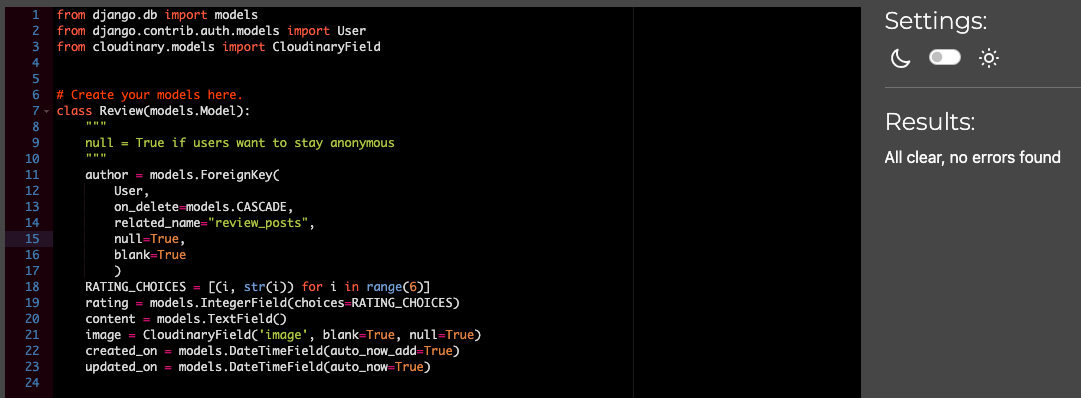 1 from django.db import models
2 from django.contrib.auth.models import User
3 from cloudinary.models import CloudinaryField
4
5
6 # Create your models here.
7 class Review(models.Model):
8     """
9     null = True if users want to stay anonymous
10     """
11     author = models.ForeignKey(
12         User,
13         on_delete=models.CASCADE,
14         related_name="review_posts",
15         null=True,
16         blank=True
17         )
18     RATING_CHOICES = [(i, str(i)) for i in range(6)]
19     rating = models.IntegerField(choices=RATING_CHOICES)
20     content = models.TextField()
21     image = CloudinaryField('image', blank=True, null=True)
22     created_on = models.DateTimeField(auto_now_add=True)
23     updated_on = models.DateTimeField(auto_now=True)
24
Settings:
Results:
All clear, no errors found